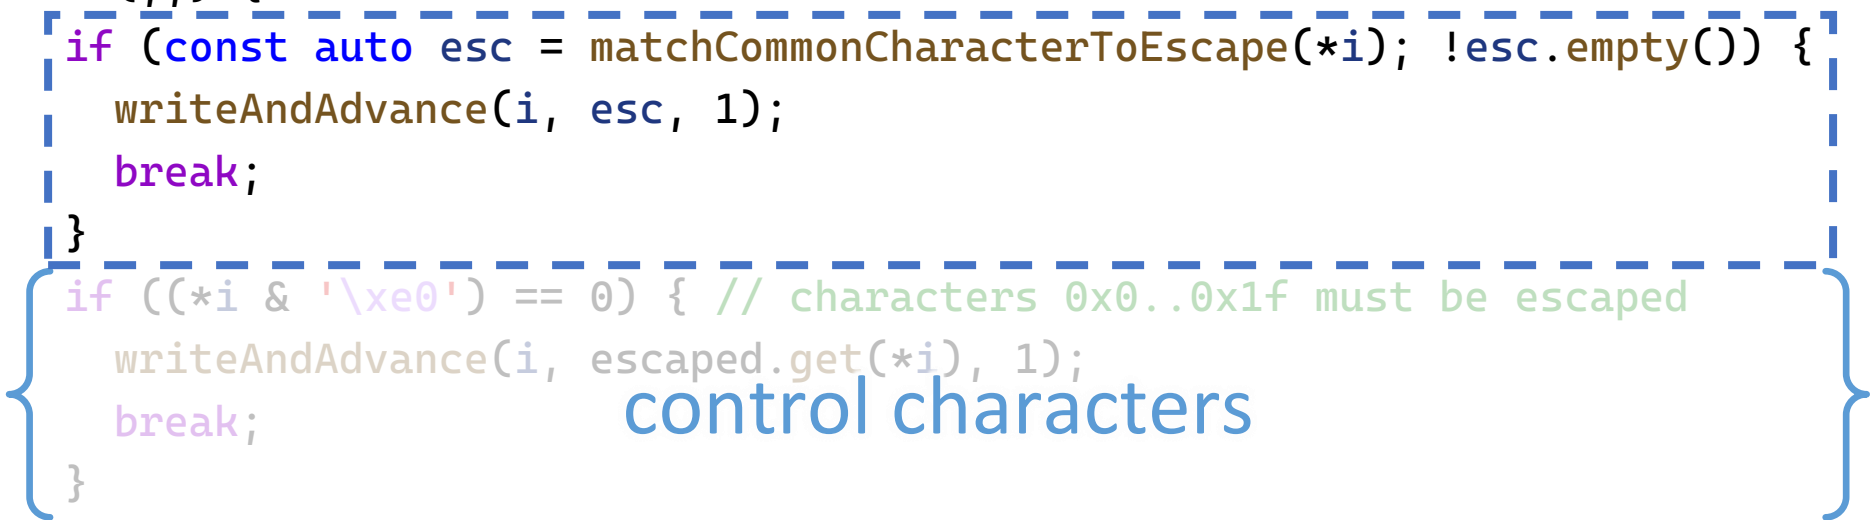 if (const auto esc = matchCommonCharacterToEscape(*i); !esc.empty()) {
  writeAndAdvance(i, esc, 1);
  break;
}
if ((*i & '\xe0') == 0) { // characters 0x0..0x1f must be escaped
  writeAndAdvance(i, escaped.get(*i), 1);
control characters
  break;
}